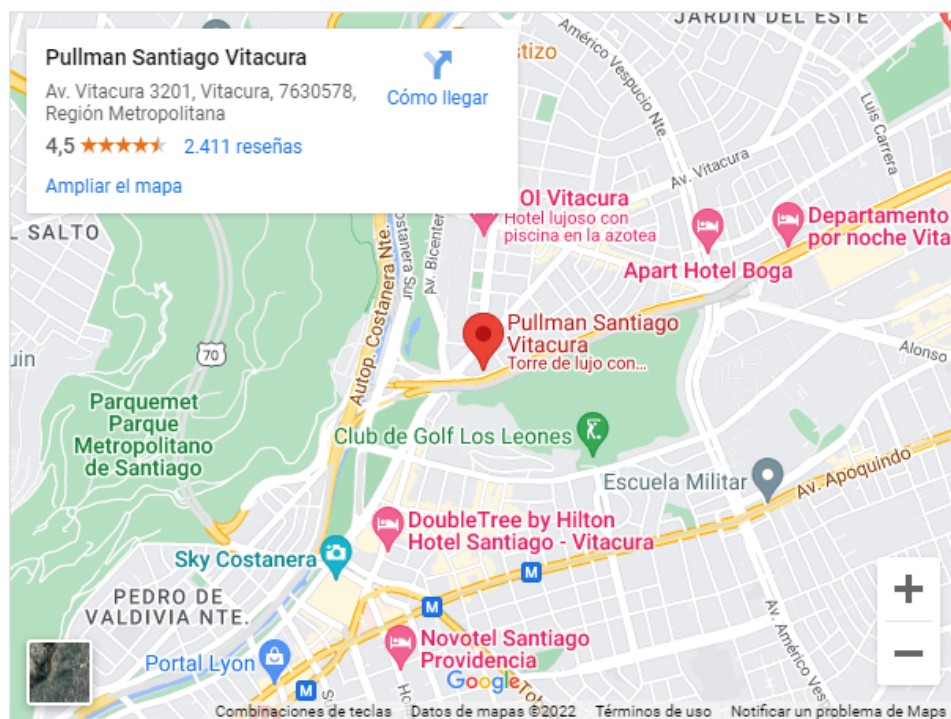 JARDÍN DEL ESTE
Pullman Santiago Vitacura
Av. Vitacura 3201, Vitacura, 7630578,
Región Metropolitana
4,5
2.411 reseñas
Ampliar el mapa
Cómo llegar
Américo Vespucio Nte.
Luis Carrera
Av. Vitacura
OI Vitacura
Hotel lujoso con
piscina en la azotea
Departamento
por noche Vita
Apart Hotel Boga
L SALTO
ostanera Sur
Av. Bicenter
Autop. Costanera Nte.
Pullman Santiago
Vitacura
Torre de lujo con...
Alonso
uin
70
Parquemet
Parque
Metropolitano
de Santiago
Club de Golf Los Leones
Escuela Militar
Av. Apoquindo
DoubleTree by Hilton
Hotel Santiago - Vitacura
Sky Costanera
M
PEDRO DE
VALDIVIA NTE.
M
Av. Américo Ves
Novotel Santiago
Providencia
Portal Lyon
M
Google
+
−
Combinaciones de teclas
Datos de mapas ©2022
Términos de uso
Notificar un problema de Maps